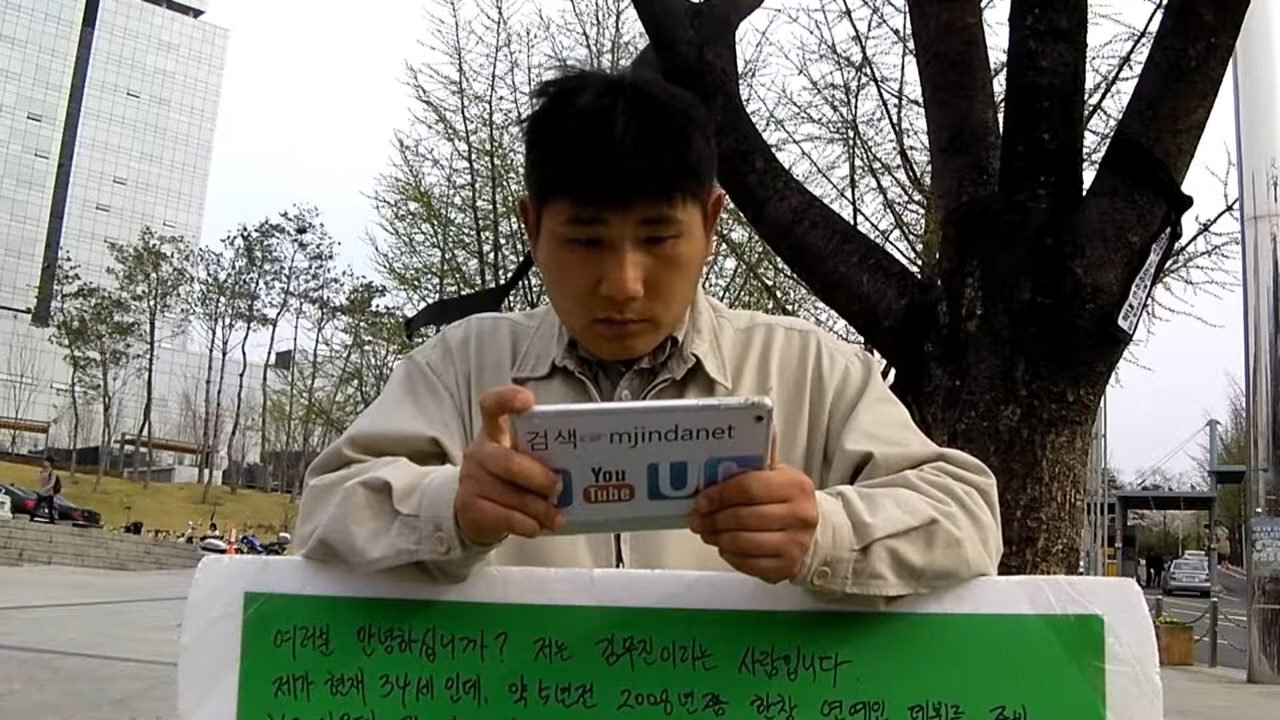 검색☞mjindanet
You
Tube
U
여러분 안녕하십니까? 저는 김무진이라는 사람입니다.
제가 현재 34세인데, 약 5년전 2008년쯤 한창 연예인 데뷔를